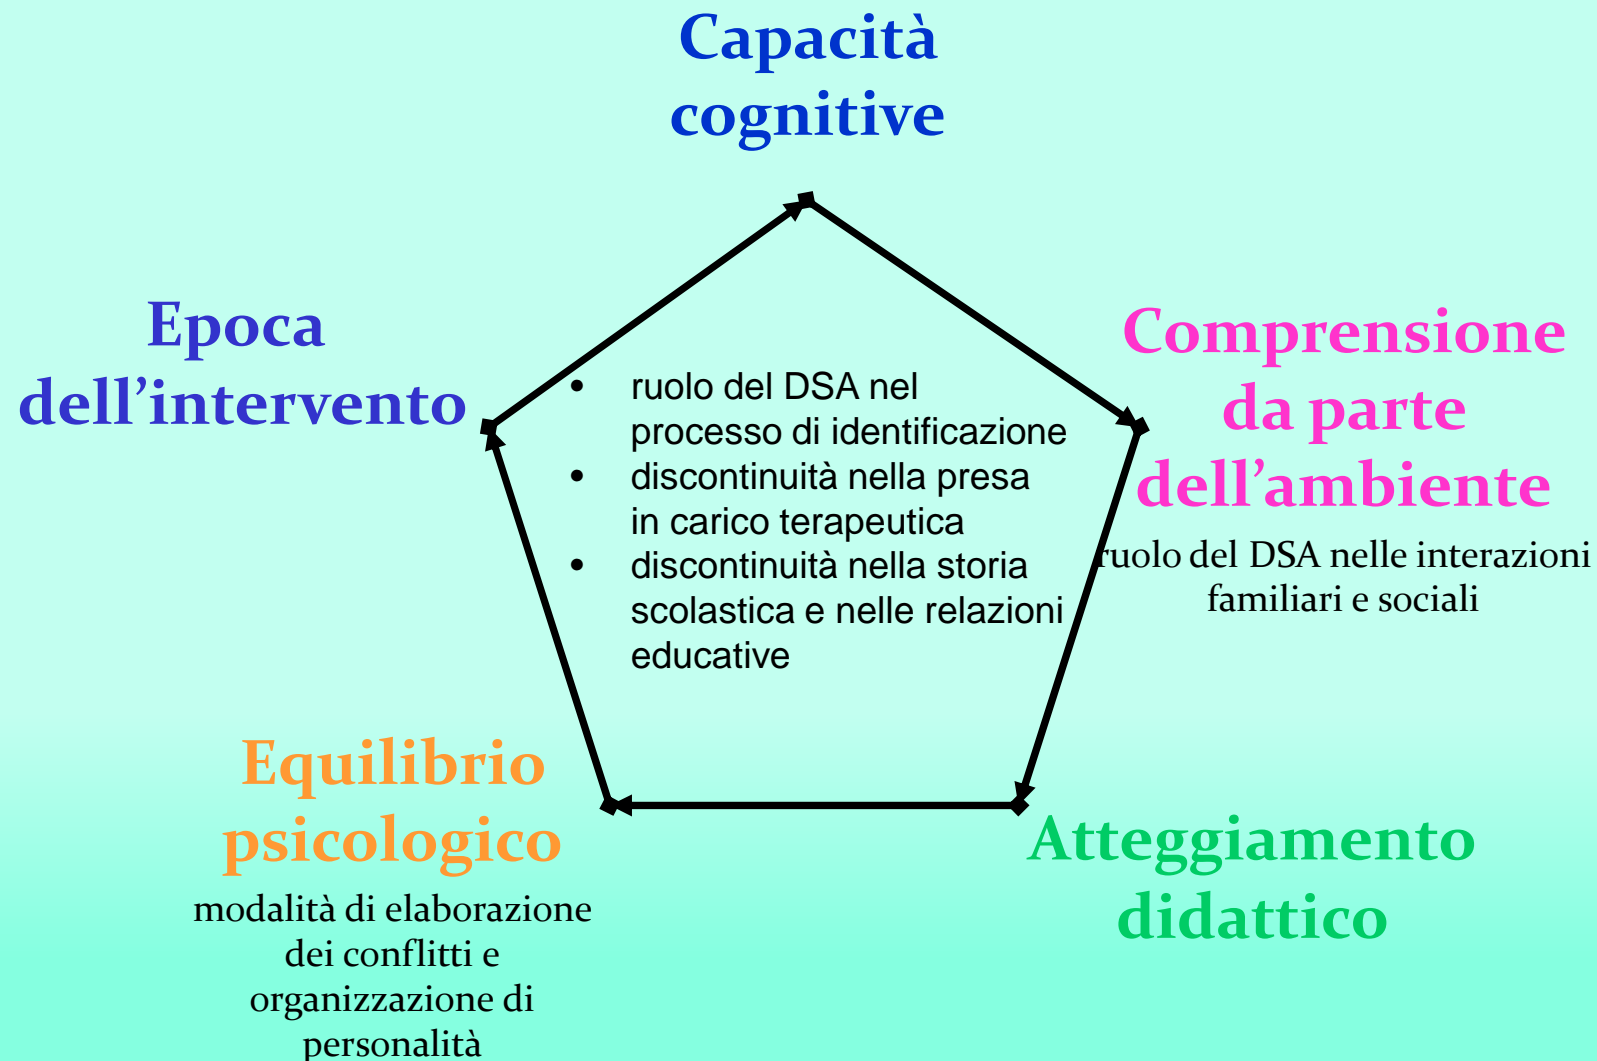 Capacità
cognitive
Epoca
dell’intervento
Comprensione
da parte
dell’ambiente
ruolo del DSA nelle interazioni
familiari e sociali
• ruolo del DSA nel
processo di identificazione
• discontinuità nella presa
in carico terapeutica
• discontinuità nella storia
scolastica e nelle relazioni
educative
Equilibrio
psicologico
modalità di elaborazione
dei conflitti e
organizzazione di
personalità
Atteggiamento
didattico